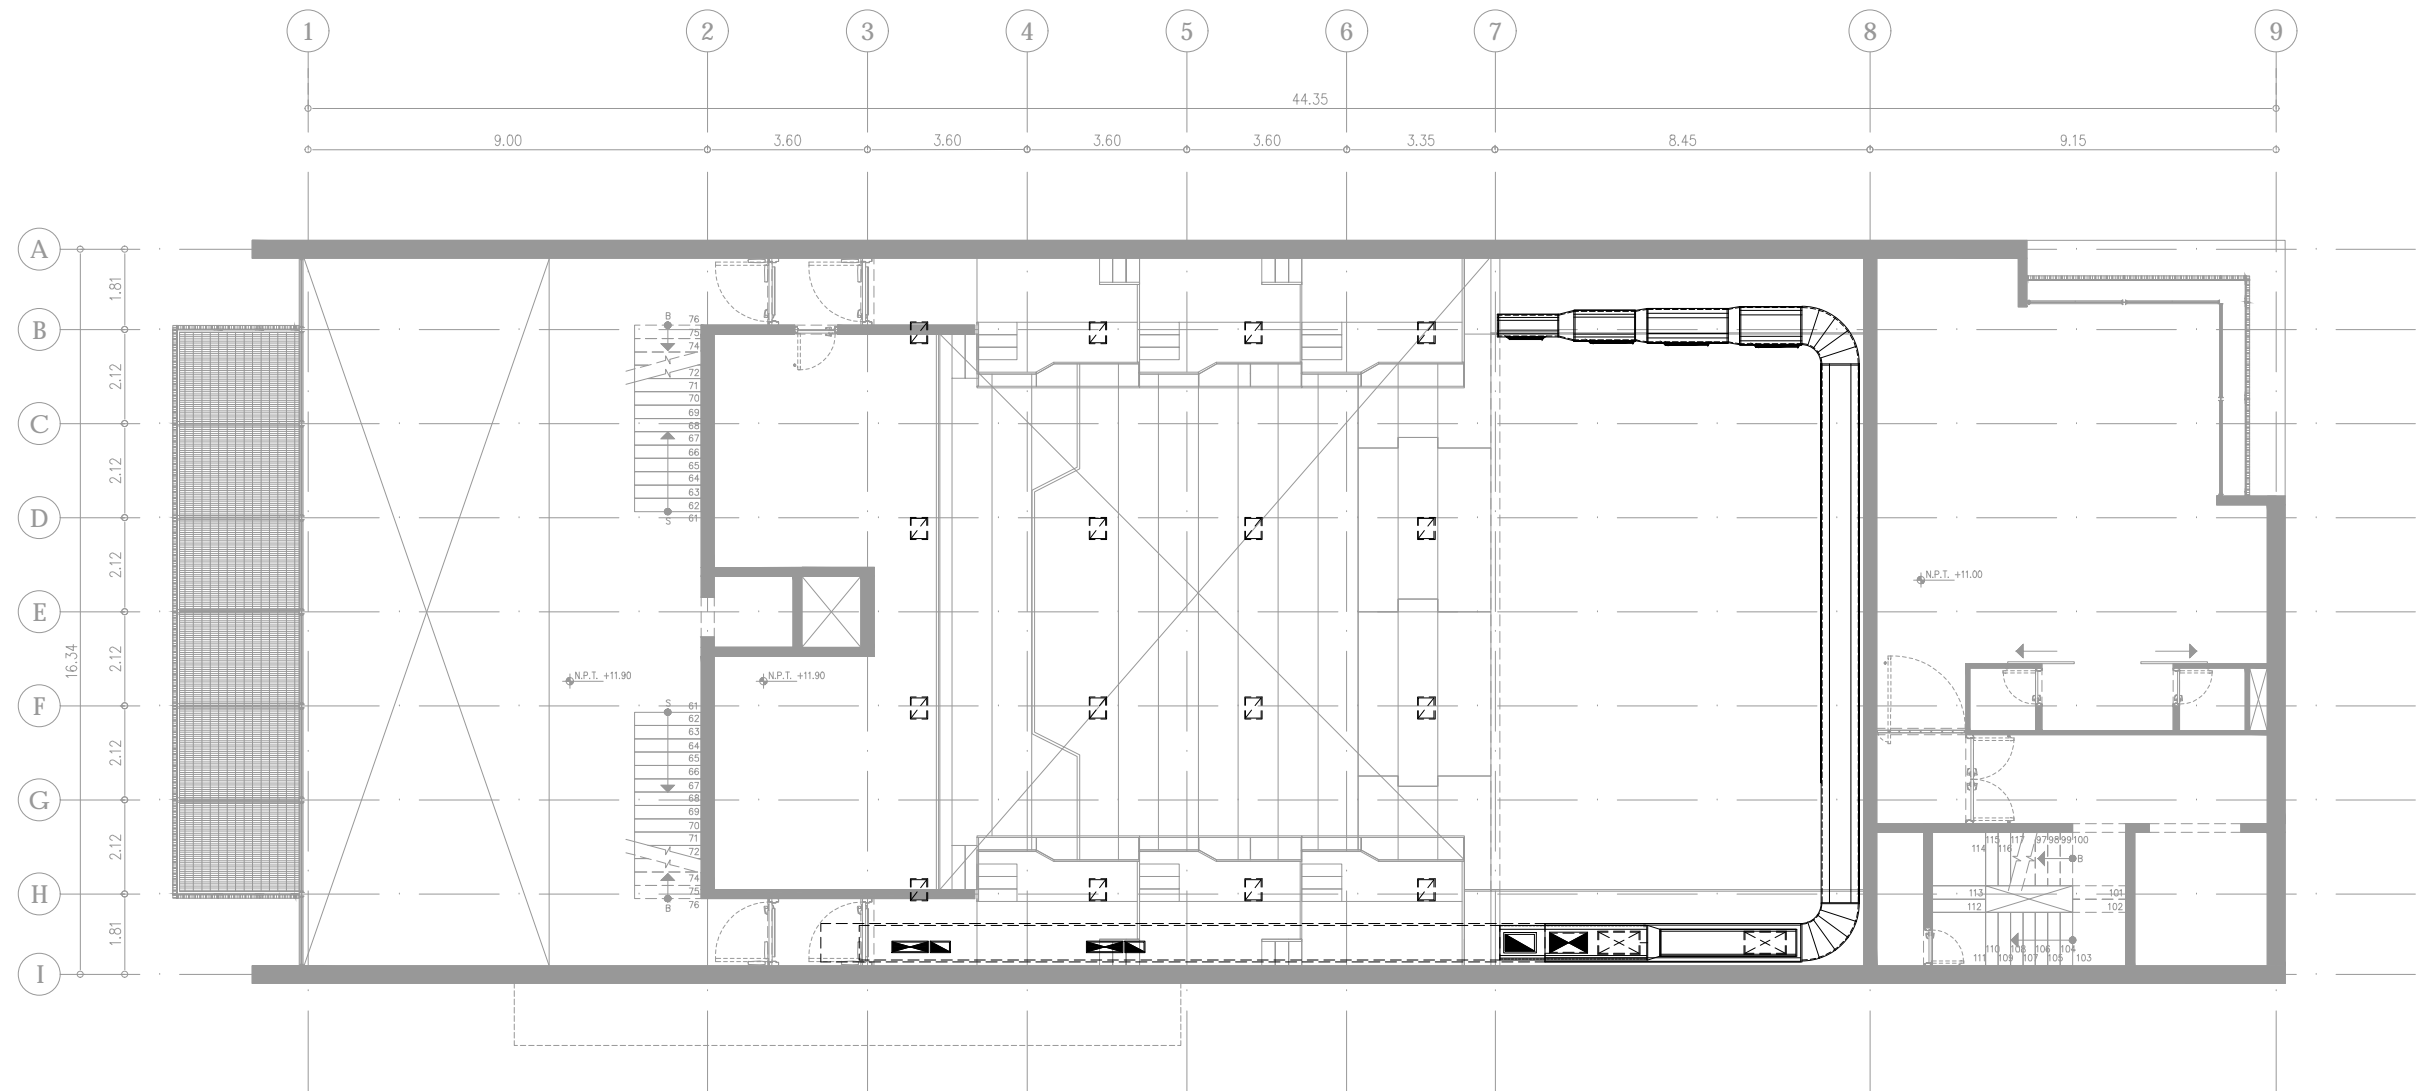 1 2 3 4 5 6 7 8 9
44.35
9.00 3.60 3.60 3.60 3.60 3.35 8.45 9.15
A
1.81
B
2.12
C
2.12
D
2.12
E
16.34
2.12
F
2.12
G
2.12
H
1.81
I
B
76
75
74
72
71
70
69
68
67
66
65
64
63
62
61
S
N.P.T. +11.90
N.P.T. +11.90
N.P.T. +11.00
S
61
62
63
64
65
66
67
68
69
70
71
72
74
75
76
B
115 117 97 98 99 100
114 116
B
113 101
112 102
110 108 106 104
111 109 107 105 103